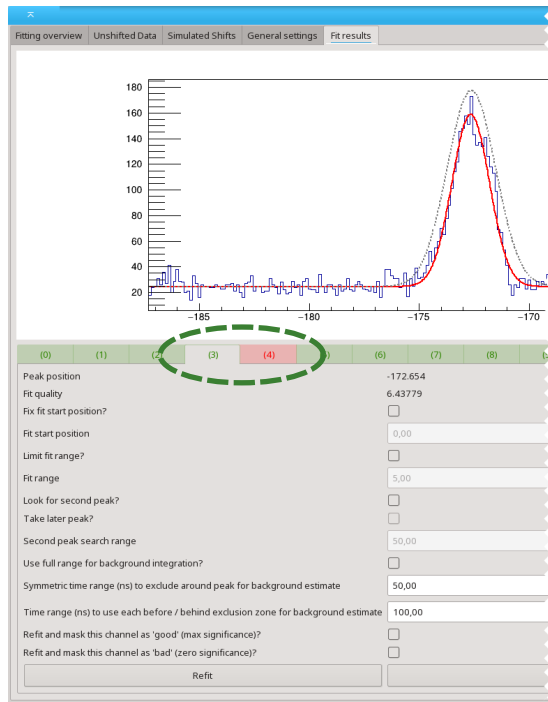 Fitting overview Unshifted Data Simulated Shifts General settings Fit results
180
160
140
120
100
80
60
40
20
−185 −180 −175 −170
(0) (1) (2) (3) (4) (6) (7) (8)
Peak position -172.654
Fit quality 6.43779
Fix fit start position?
Fit start position 0,00
Limit fit range?
Fit range 5,00
Look for second peak?
Take later peak?
Second peak search range 50,00
Use full range for background integration?
Symmetric time range (ns) to exclude around peak for background estimate 50,00
Time range (ns) to use each before / behind exclusion zone for background estimate 100,00
Refit and mask this channel as 'good' (max significance)?
Refit and mask this channel as 'bad' (zero significance)?
Refit